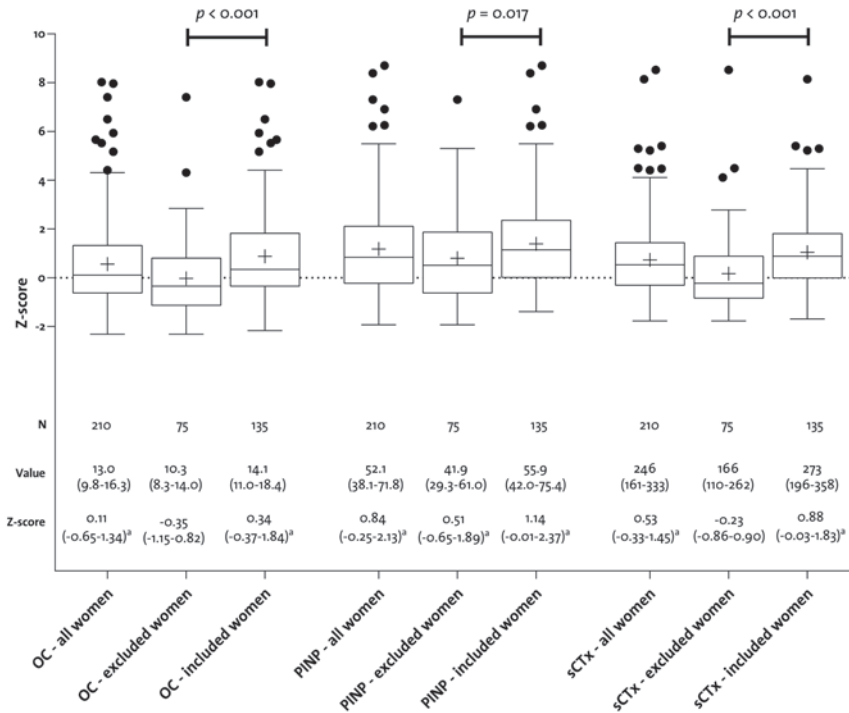 p < 0.001 p = 0.017 p < 0.001
10
8
6
4
2
0
-2
Z-score
N 210 75 135 210 75 135 210 75 135
Value 13.0 10.3 14.1 52.1 41.9 55.9 246 166 273
(9.8-16.3) (8.3-14.0) (11.0-18.4) (38.1-71.8) (29.3-61.0) (42.0-75.4) (161-333) (110-262) (196-358)
Z-score 0.11 -0.35 0.34 0.84 0.51 1.14 0.53 -0.23 0.88
(-0.65-1.34)ᵃ (-1.15-0.82) (-0.37-1.84)ᵃ (-0.25-2.13)ᵃ (-0.65-1.89)ᵃ (-0.01-2.37)ᵃ (-0.33-1.45)ᵃ (-0.86-0.90) (-0.03-1.83)ᵃ
OC - all women
OC - excluded women
OC - included women
PINP - all women
PINP - excluded women
PINP - included women
sCTx - all women
sCTx - excluded women
sCTx - included women